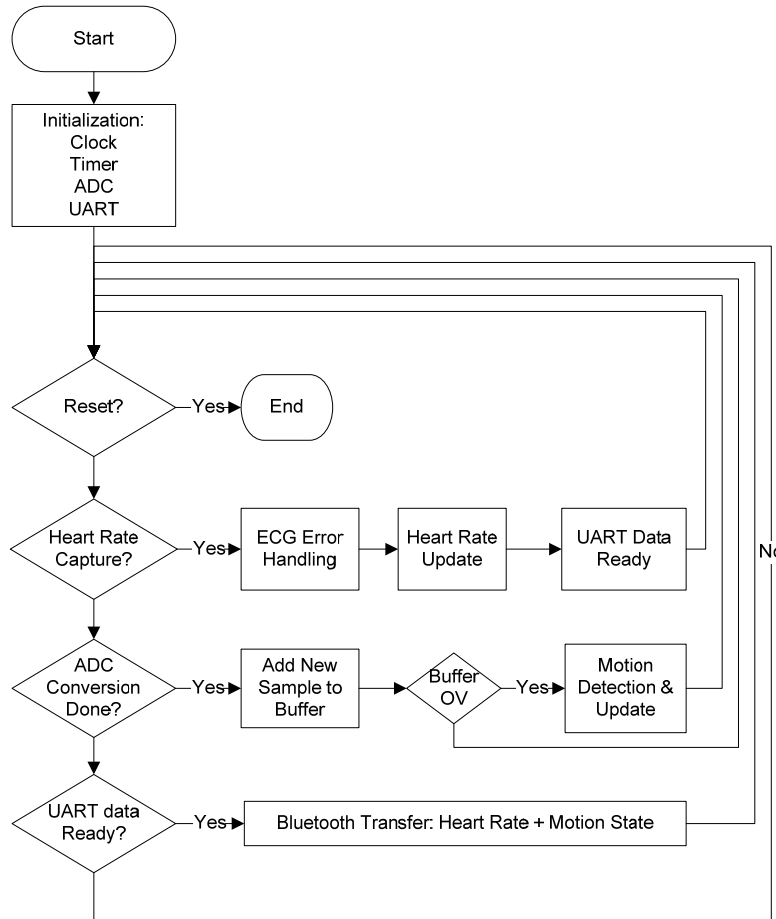 Start
Initialization:
Clock
Timer
ADC
UART
Reset?
Yes
End
Heart Rate
Capture?
Yes
ECG Error
Handling
Heart Rate
Update
UART Data
Ready
No
ADC
Conversion
Done?
Yes
Add New
Sample to
Buffer
Buffer
OV
Yes
Motion
Detection &
Update
UART data
Ready?
Yes
Bluetooth Transfer: Heart Rate + Motion State